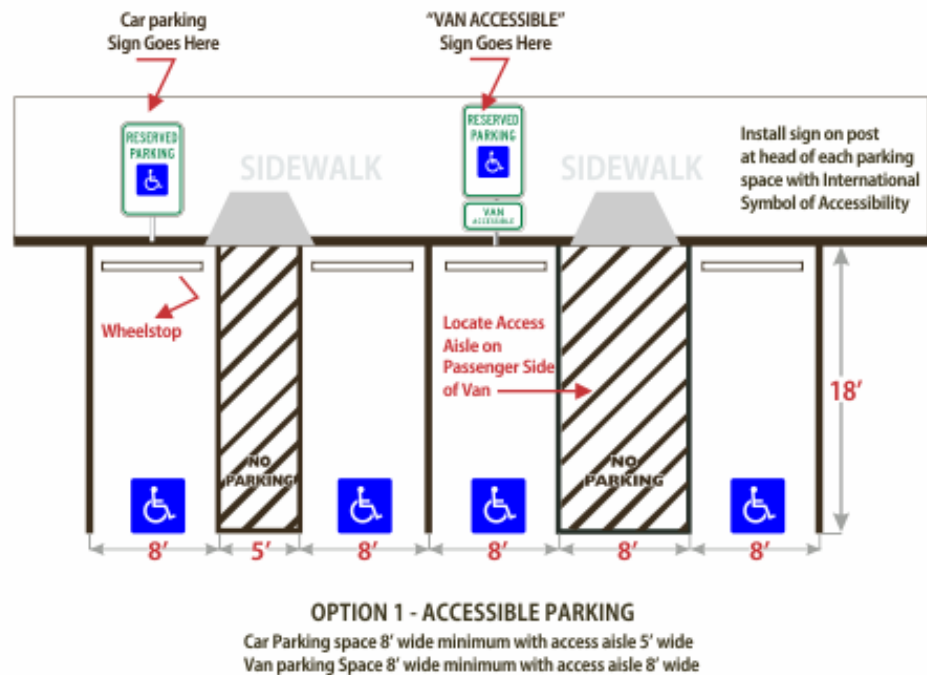 Car parking
Sign Goes Here
"VAN ACCESSIBLE"
Sign Goes Here
RESERVED
PARKING
RESERVED
PARKING
VAN
ACCESSIBLE
SIDEWALK
SIDEWALK
Install sign on post
at head of each parking
space with International
Symbol of Accessibility
Wheelstop
Locate Access
Aisle on
Passenger Side
of Van
18'
NO
PARKING
NO
PARKING
8'
5'
8'
8'
8'
8'
OPTION 1 - ACCESSIBLE PARKING
Car Parking space 8' wide minimum with access aisle 5' wide
Van parking Space 8' wide minimum with access aisle 8' wide